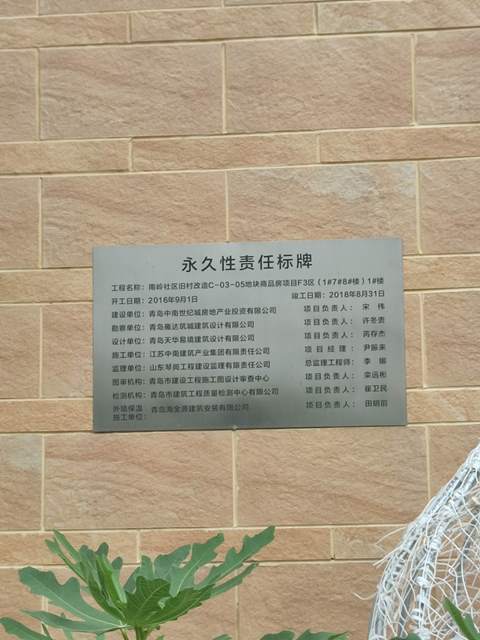 永久性责任标牌
工程名称：南岭社区旧村改造C-03-05地块商品房项目F3区（1#7#8#楼）1#楼
开工日期：2016年9月1日 竣工日期：2018年8月31日
建设单位：青岛中南世纪城房地产业投资有限公司 项目负责人：宋 伟
勘察单位：青岛瀚达筑城建筑设计有限公司 项目负责人：许冬贵
设计单位：青岛天华易境建筑设计有限公司 项目负责人：芮存杰
施工单位：江苏中南建筑产业集团有限责任公司 项目经理：尹振来
监理单位：山东琴尚工程建设监理有限责任公司 总监理工程师：李 娜
图审机构：青岛市建设工程施工图设计审查中心 项目负责人：栾远彬
检测机构：青岛市建筑工程质量检测中心有限公司 项目负责人：崔卫民
外墙保温 青岛海金源建筑安装有限公司 项目负责人：田明前
施工单位：